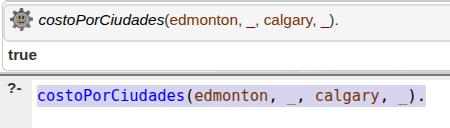 costoPorCiudades(edmonton, _, calgary, _).
true
?- costoPorCiudades(edmonton, _, calgary, _).